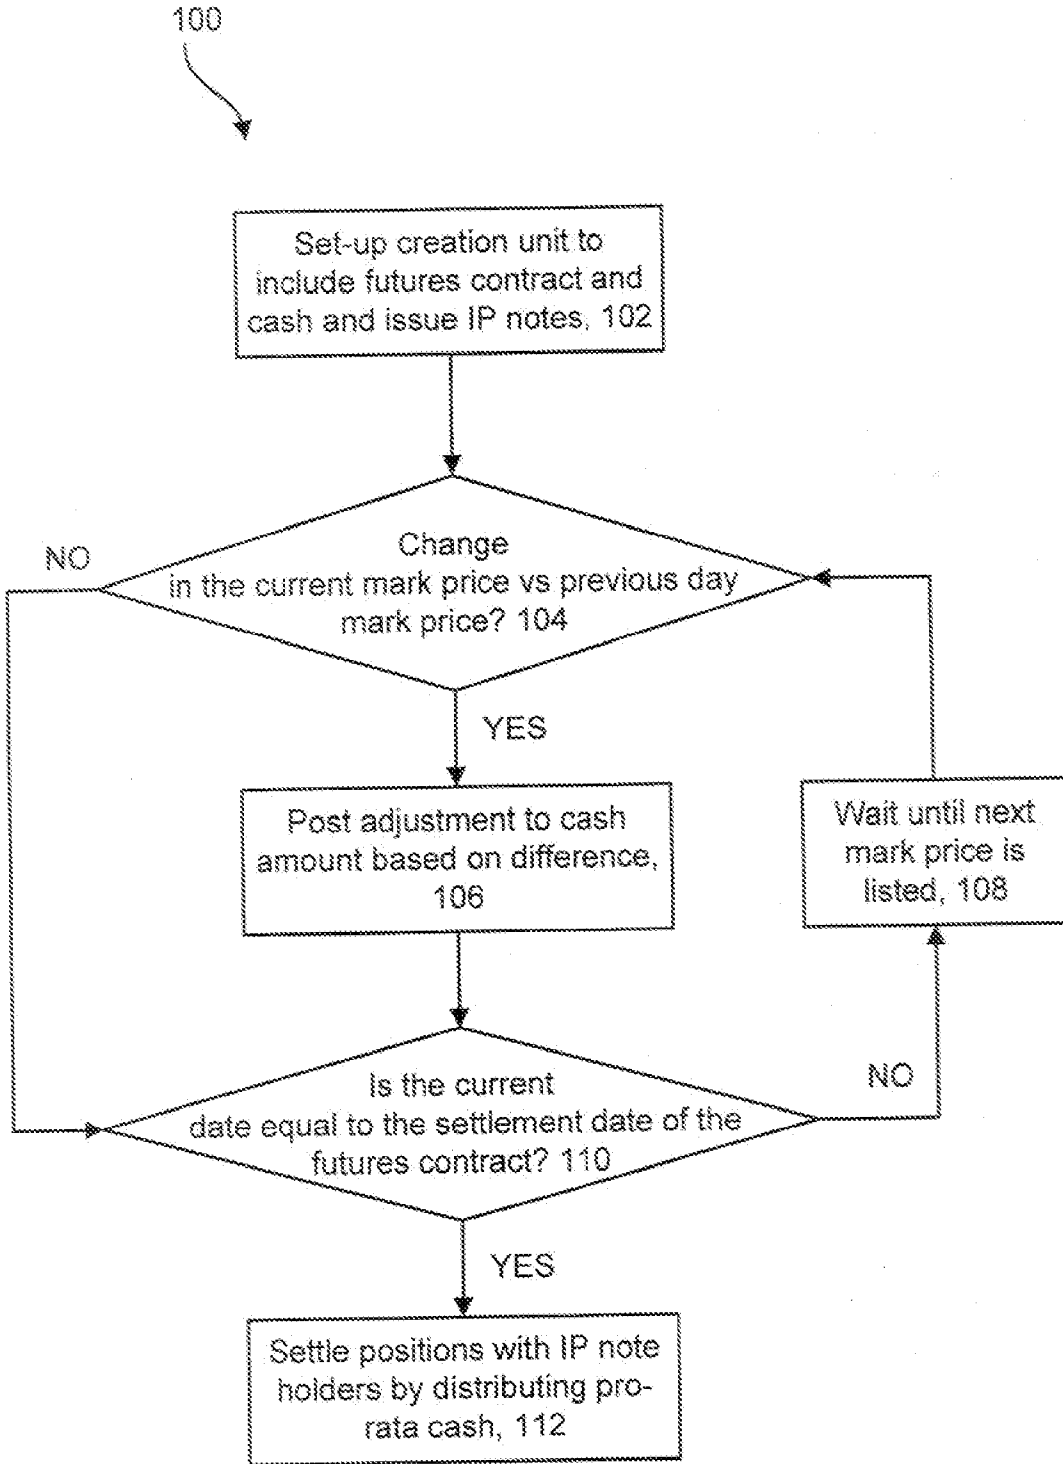 100
Set-up creation unit to
include futures contract and
cash and issue IP notes, 102
Change
in the current mark price vs previous day
mark price? 104
NO
YES
Post adjustment to cash
amount based on difference,
106
Wait until next
mark price is
listed, 108
Is the current
date equal to the settlement date of the
futures contract? 110
NO
YES
Settle positions with IP note
holders by distributing pro-
rata cash, 112